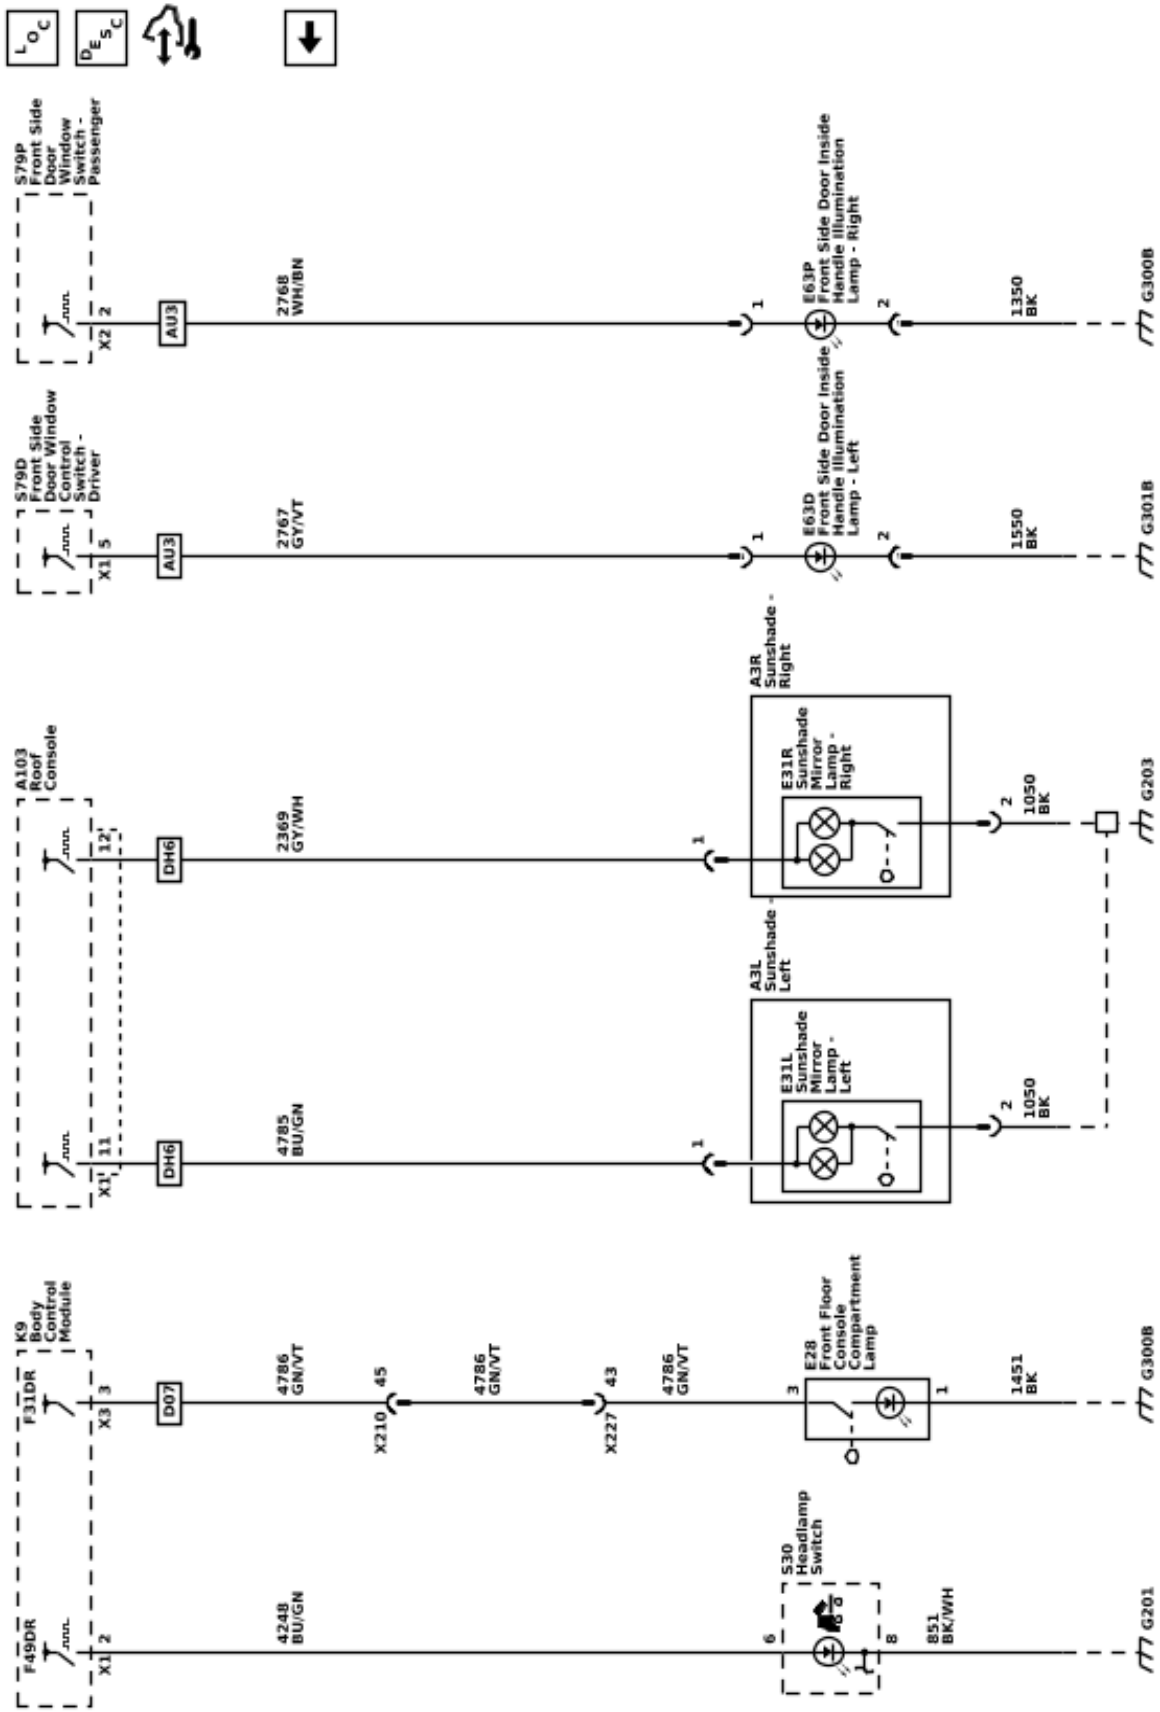 LOC
DESC
K9
Body
Control
Module
F49DR
X1 2
4248
BU/GN
6
S30
Headlamp
Switch
8
851
BK/WH
G201
F31DR
X3 3
D07
4786
GN/VT
X210 45
4786
GN/VT
X227 43
4786
GN/VT
3
E28
Front Floor
Console
Compartment
Lamp
1
1451
BK
G300B
A103
Roof
Console
X1 11
DH6
4785
BU/GN
1
A3L
Sunshade -
Left
E31L
Sunshade
Mirror
Lamp -
Left
2
1050
BK
12
DH6
2369
GY/WH
1
A3R
Sunshade -
Right
E31R
Sunshade
Mirror
Lamp -
Right
2
1050
BK
G203
S79D
Front Side
Door Window
Control
Switch -
Driver
X1 5
AU3
2767
GY/VT
1
E63D
Front Side Door Inside
Handle Illumination
Lamp - Left
2
1550
BK
G301B
S79P
Front Side
Door
Window
Switch -
Passenger
X2 2
AU3
2768
WH/BN
1
E63P
Front Side Door Inside
Handle Illumination
Lamp - Right
2
1350
BK
G300B